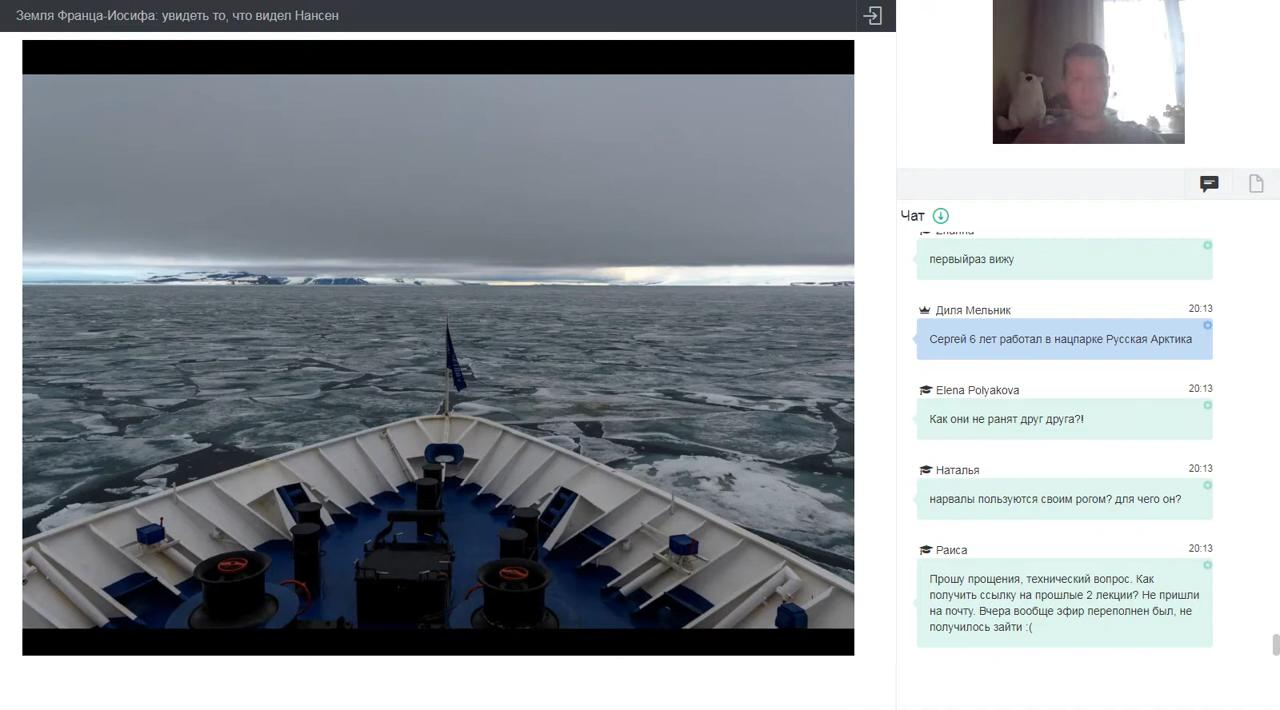 Земля Франца-Иосифа: увидеть то, что видел Нансен
Чат
первыйраз вижу
Диля Мельник 20:13
Сергей 6 лет работал в нацпарке Русская Арктика
Elena Polyakova 20:13
Как они не ранят друг друга?!
Наталья 20:13
нарвалы пользуются своим рогом? для чего он?
Раиса 20:13
Прошу прощения, технический вопрос. Как
получить ссылку на прошлые 2 лекции? Не пришли
на почту. Вчера вообще эфир переполнен был, не
получилось зайти :(